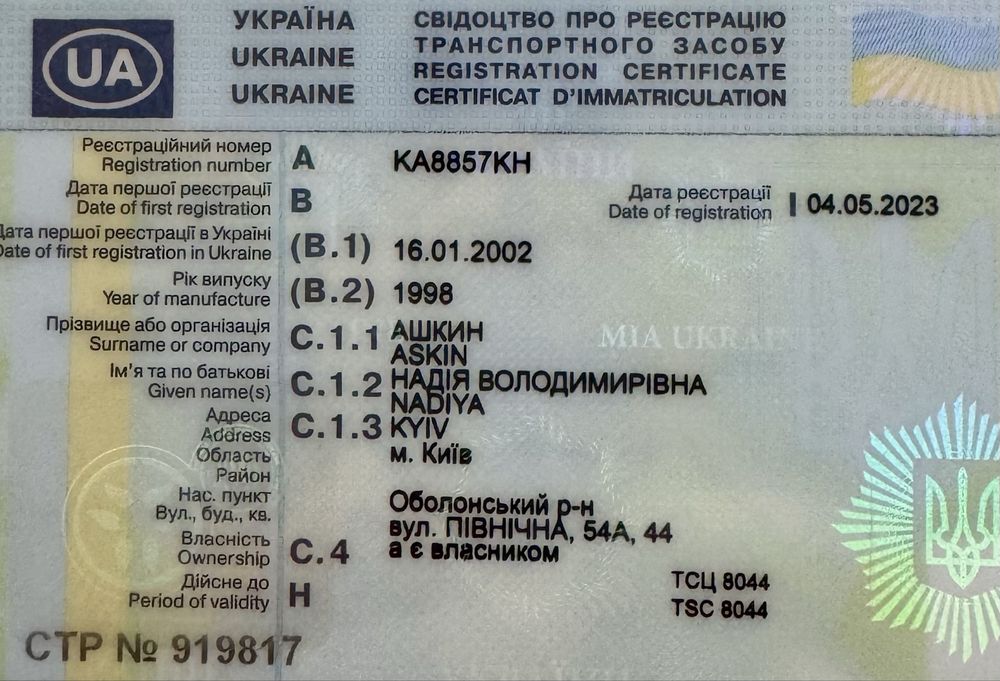 UA
УКРАЇНА
UKRAINE
UKRAINE
СВІДОЦТВО ПРО РЕЄСТРАЦІЮ
ТРАНСПОРТНОГО ЗАСОБУ
REGISTRATION CERTIFICATE
CERTIFICAT D'IMMATRICULATION
Реєстраційний номер
Registration number
A KA8857KH
Дата першої реєстрації
Date of first registration
B
Дата реєстрації
Date of registration
I 04.05.2023
Дата першої реєстрації в Україні
Date of first registration in Ukraine
(B.1) 16.01.2002
Рік випуску
Year of manufacture
(B.2) 1998
Прізвище або організація
Surname or company
C.1.1 АШКИН
ASKIN
Ім'я та по батькові
Given name(s)
C.1.2 НАДІЯ ВОЛОДИМИРІВНА
NADIYA
Адреса
Address
C.1.3 KYIV
Область
м. Київ
Район
Нас. пункт
Оболонський р-н
Вул., буд., кв.
вул. ПІВНІЧНА, 54А, 44
Власність
Ownership
C.4 а є власником
Дійсне до
Period of validity
H
ТСЦ 8044
TSC 8044
MIA UKRAINE
СТР № 919817